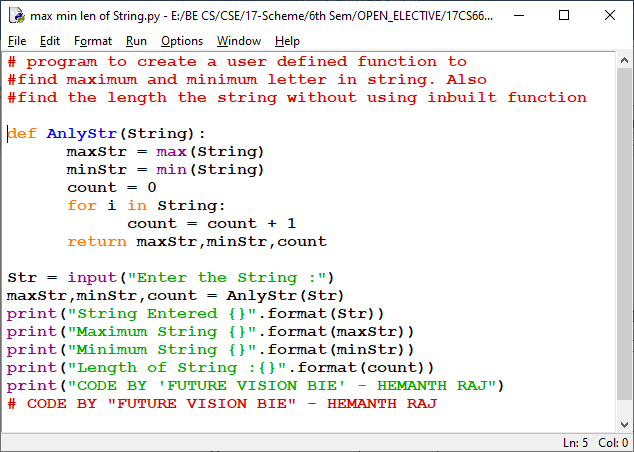 max min len of String.py - E:/BE CS/CSE/17-Scheme/6th Sem/OPEN_ELECTIVE/17CS66...
File Edit Format Run Options Window Help
# program to create a user defined function to
#find maximum and minimum letter in string. Also
#find the length the string without using inbuilt function
def AnlyStr(String):
maxStr = max(String)
minStr = min(String)
count = 0
for i in String:
count = count + 1
return maxStr,minStr,count
Str = input("Enter the String :")
maxStr,minStr,count = AnlyStr(Str)
print("String Entered {}".format(Str))
print("Maximum String {}".format(maxStr))
print("Minimum String {}".format(minStr))
print("Length of String :{}".format(count))
print("CODE BY 'FUTURE VISION BIE' - HEMANTH RAJ")
# CODE BY "FUTURE VISION BIE" - HEMANTH RAJ
Ln: 5 Col: 0